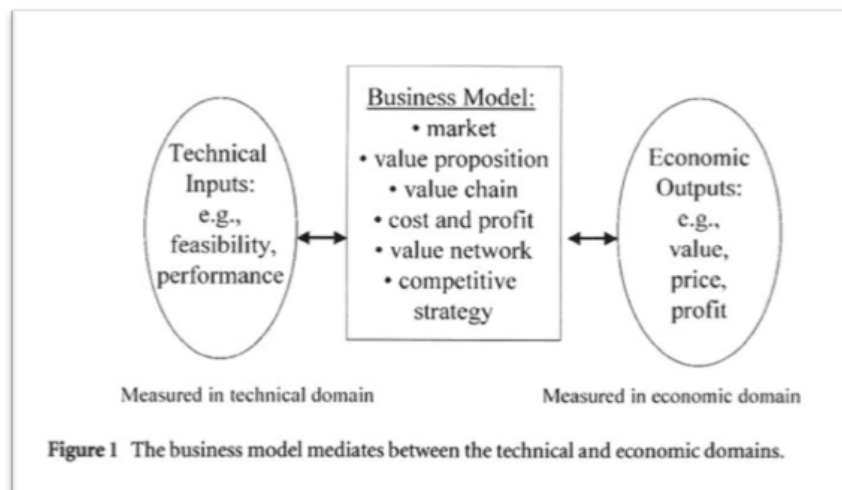 Technical
Inputs:
e.g.,
feasibility,
performance
Business Model:
• market
• value proposition
• value chain
• cost and profit
• value network
• competitive
strategy
Economic
Outputs:
e.g.,
value,
price,
profit
Measured in technical domain
Measured in economic domain
Figure 1 The business model mediates between the technical and economic domains.